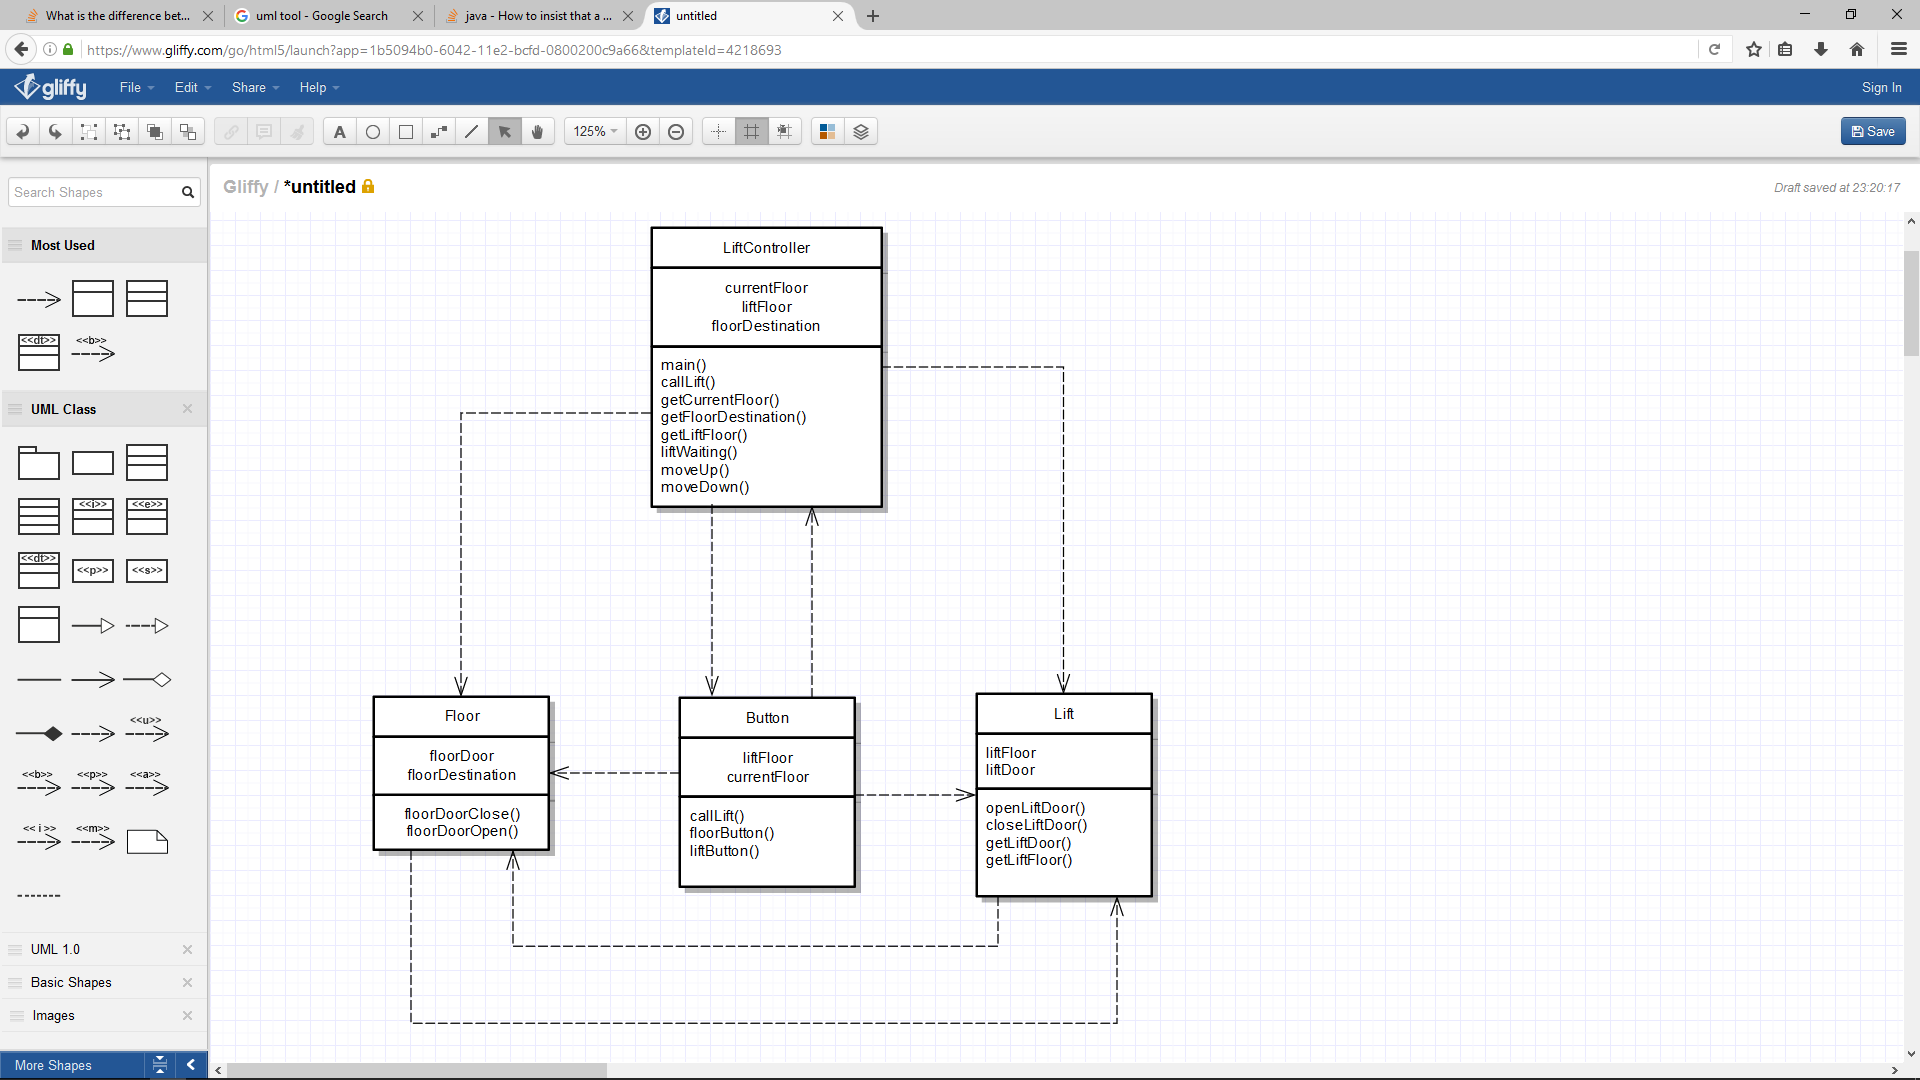 What is the difference bet...
uml tool - Google Search
java - How to insist that a ...
untitled
https://www.gliffy.com/go/html5/launch?app=1b5094b0-6042-11e2-bcfd-0800200c9a66&templateId=4218693
gliffy
File
Edit
Share
Help
Sign In
A
125%
Save
Search Shapes
Gliffy / *untitled
Draft saved at 23:20:17
Most Used
<<dt>>
<<b>>
UML Class
<<i>>
<<e>>
<<dt>>
<<p>>
<<s>>
<<u>>
<<b>>
<<p>>
<<a>>
<< i >>
<<m>>
UML 1.0
Basic Shapes
Images
More Shapes
LiftController
currentFloor
liftFloor
floorDestination
main()
callLift()
getCurrentFloor()
getFloorDestination()
getLiftFloor()
liftWaiting()
moveUp()
moveDown()
Floor
floorDoor
floorDestination
floorDoorClose()
floorDoorOpen()
Button
liftFloor
currentFloor
callLift()
floorButton()
liftButton()
Lift
liftFloor
liftDoor
openLiftDoor()
closeLiftDoor()
getLiftDoor()
getLiftFloor()